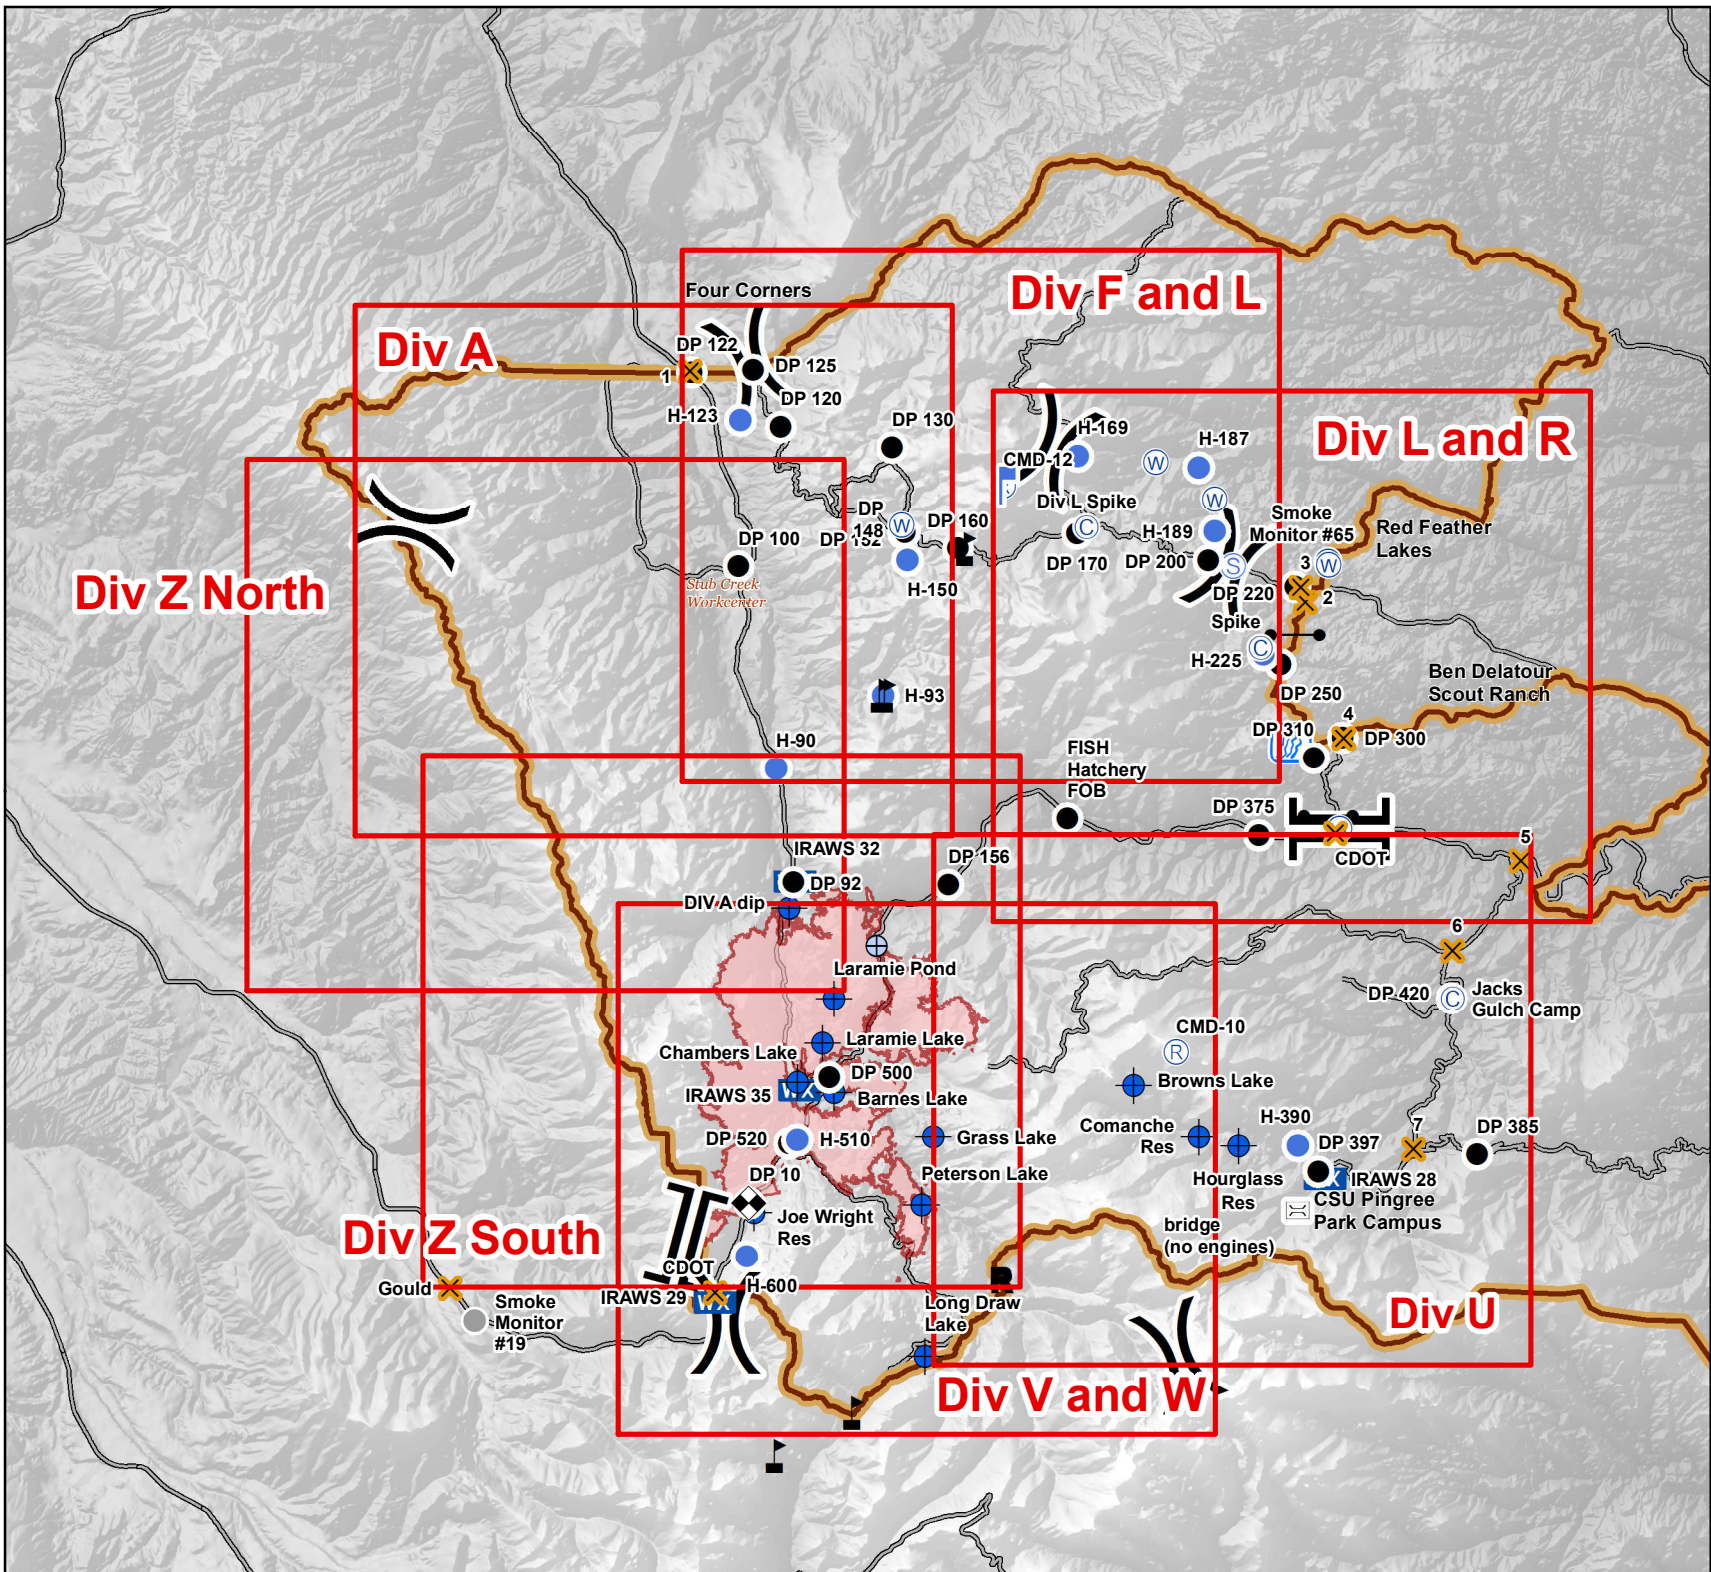 Four Corners
Div F and L
Div A
DP 122
DP 125
1
DP 120
H-123
DP 130
H-169
CMD-12
W
H-187
Div L and R
Div L Spike
W
DP
148
W
DP 160
C
H-189
Smoke
Monitor #65
Red Feather
Lakes
DP 100
DP 152
DP 170
DP 200
S
3
W
Stub Creek
Workcenter
H-150
DP 220
2
Div Z North
Spike
C
H-225
H-93
DP 250
Ben Delatour
Scout Ranch
H-90
FISH
Hatchery
FOB
DP 310
4
DP 300
DP 375
CDOT
5
IRAWS 32
DP 156
DP 92
DIV A dip
6
Laramie Pond
DP 420
C
Jacks
Gulch Camp
CMD-10
R
Laramie Lake
Chambers Lake
DP 500
IRAWS 35
WX
Barnes Lake
Browns Lake
DP 520
H-510
Grass Lake
Comanche
Res
H-390
DP 397
7
DP 385
DP 10
Peterson Lake
Hourglass
Res
IRAWS 28
CSU Pingree
Park Campus
Joe Wright
Res
bridge
(no engines)
Div Z South
CDOT
H-600
Gould
IRAWS 29
WX
Smoke
Monitor
#19
Long Draw
Lake
Div U
Div V and W